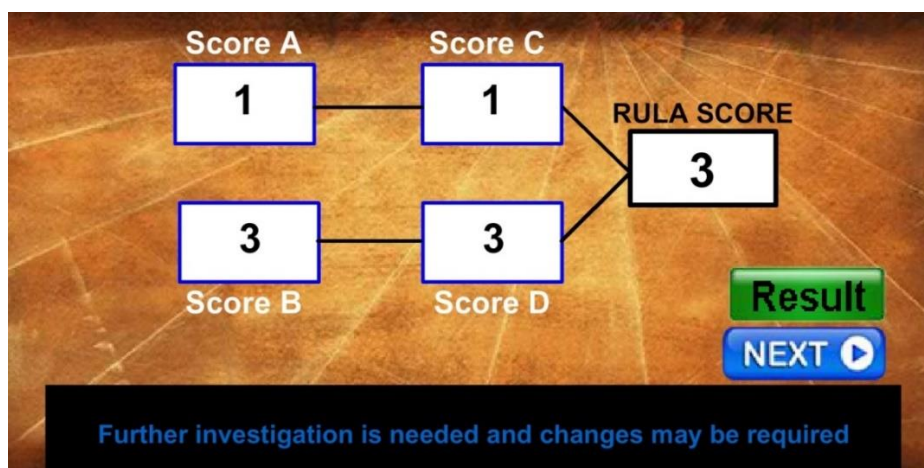 Score A
Score C
1
1
RULA SCORE
3
3
3
Score B
Score D
Result
NEXT
Further investigation is needed and changes may be required